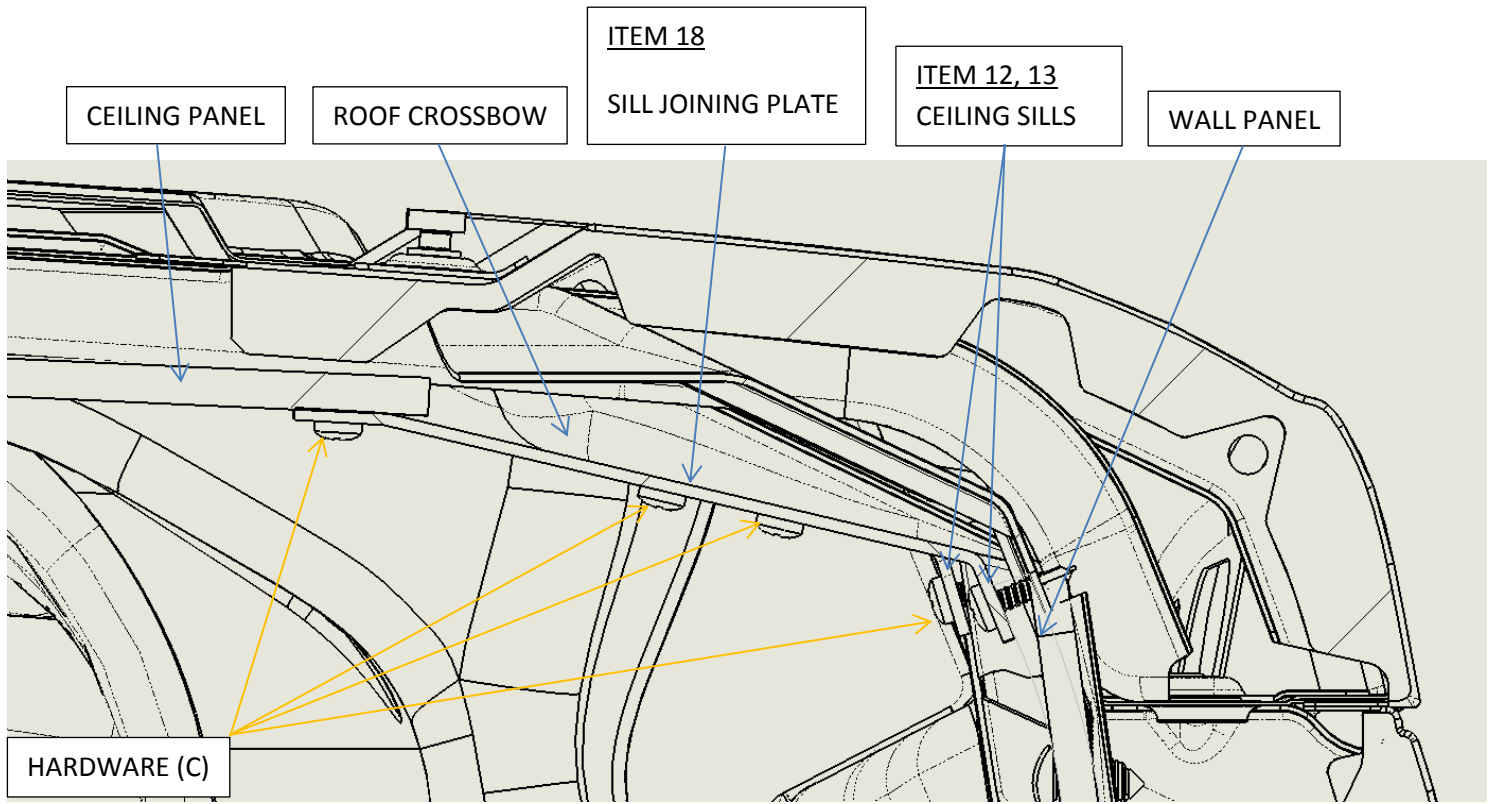 CEILING PANEL
ROOF CROSSBOW
ITEM 18
SILL JOINING PLATE
ITEM 12, 13
CEILING SILLS
WALL PANEL
HARDWARE (C)